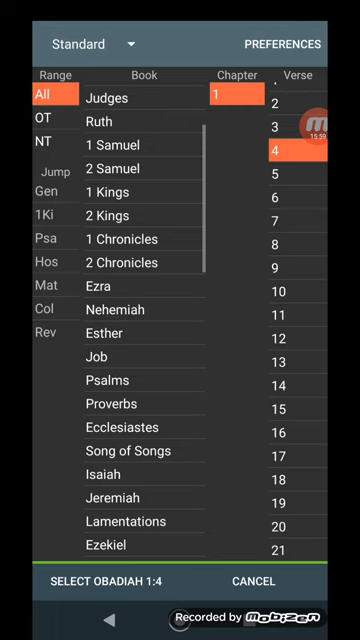 Standard
PREFERENCES
Range
Book
Chapter
Verse
All
OT
NT
Jump
Gen
1Ki
Psa
Hos
Mat
Col
Rev
Judges
Ruth
1 Samuel
2 Samuel
1 Kings
2 Kings
1 Chronicles
2 Chronicles
Ezra
Nehemiah
Esther
Job
Psalms
Proverbs
Ecclesiastes
Song of Songs
Isaiah
Jeremiah
Lamentations
Ezekiel
1
2
3
4
5
6
7
8
9
10
11
12
13
14
15
16
17
18
19
20
21
15:59
SELECT OBADIAH 1:4
CANCEL
Recorded by Mobizen